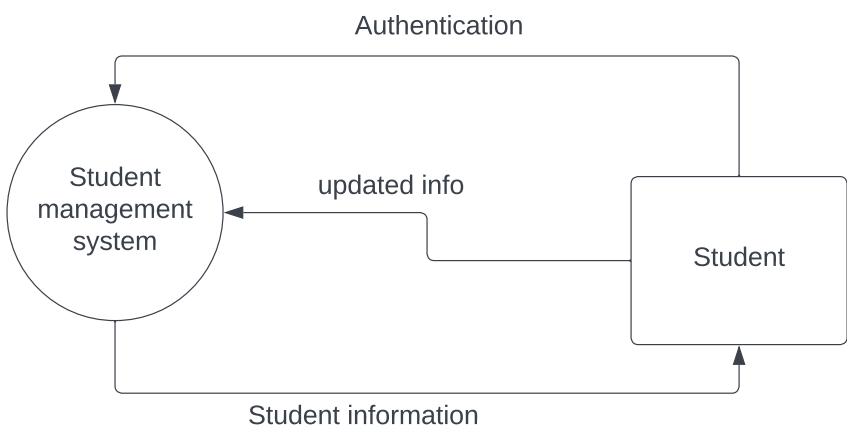 Authentication
Student
management
system
updated info
Student
Student information